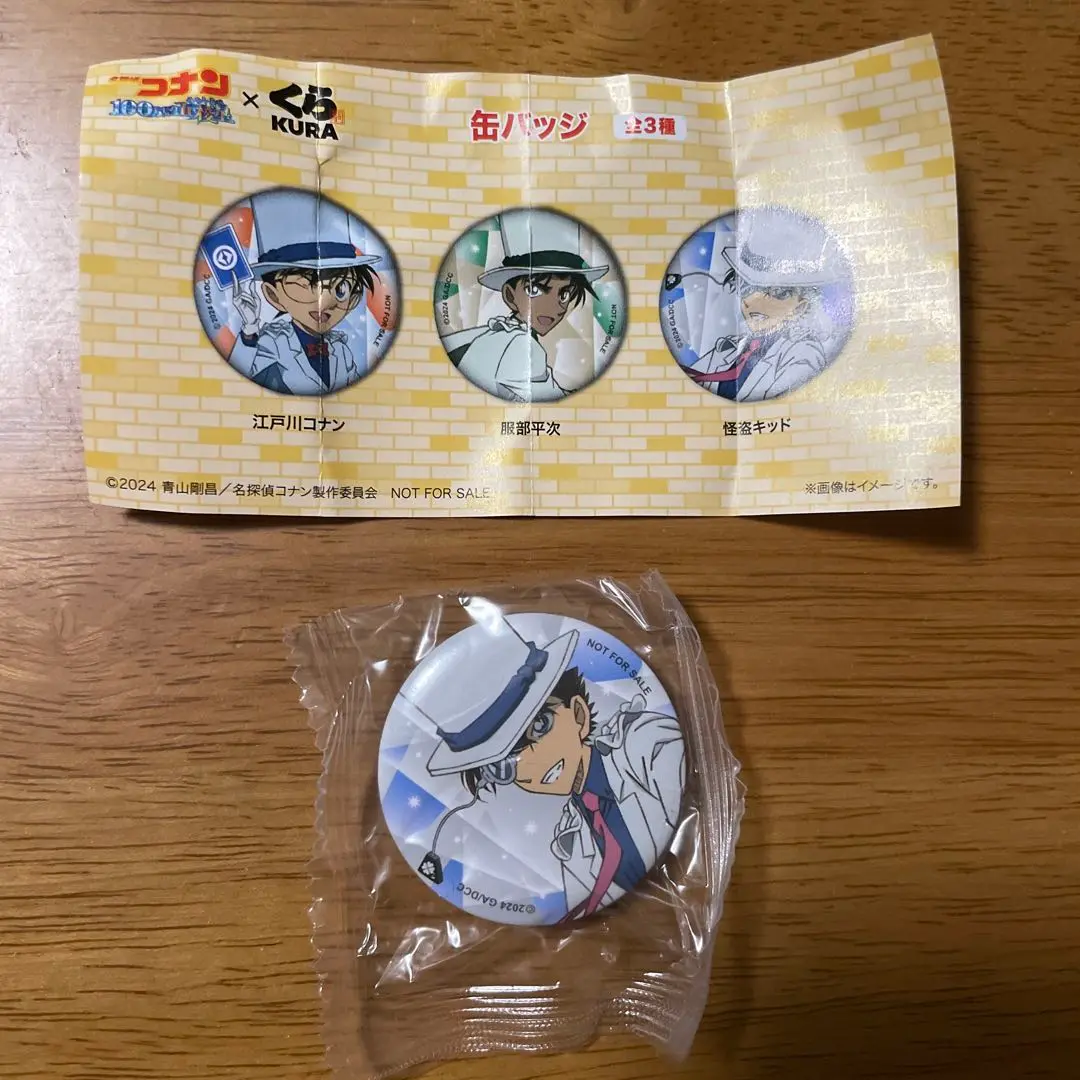 名探偵コナン
100万ドルの五稜星
×
くら
KURA
缶バッジ
全3種
©2024 GA/DCC
NOT FOR SALE
©2024 GA/DCC
NOT FOR SALE
©2024 GA/DCC
江戸川コナン
服部平次
怪盗キッド
©2024 青山剛昌/名探偵コナン製作委員会 NOT FOR SALE
※画像はイメージです。
NOT FOR SALE
©2024 GA/DCC